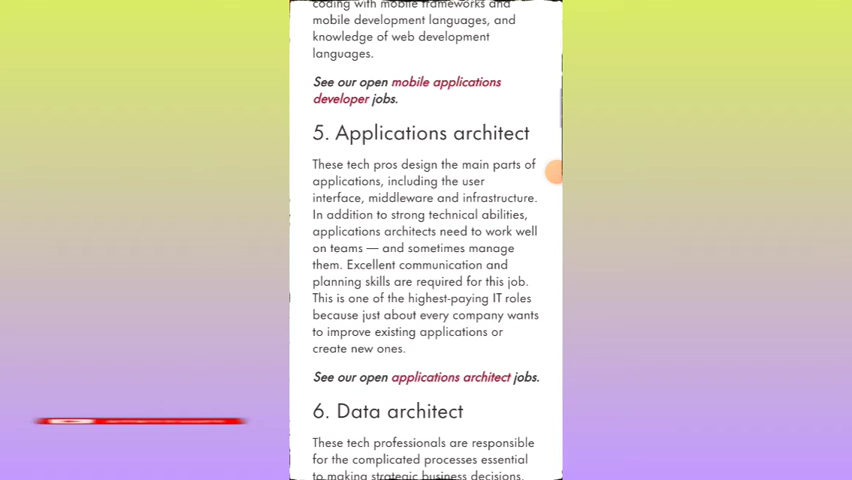 coding with mobile frameworks and
mobile development languages, and
knowledge of web development
languages.
See our open mobile applications
developer jobs.
5. Applications architect
These tech pros design the main parts of
applications, including the user
interface, middleware and infrastructure.
In addition to strong technical abilities,
applications architects need to work well
on teams — and sometimes manage
them. Excellent communication and
planning skills are required for this job.
This is one of the highest-paying IT roles
because just about every company wants
to improve existing applications or
create new ones.
See our open applications architect jobs.
6. Data architect
These tech professionals are responsible
for the complicated processes essential
to making strategic business decisions.